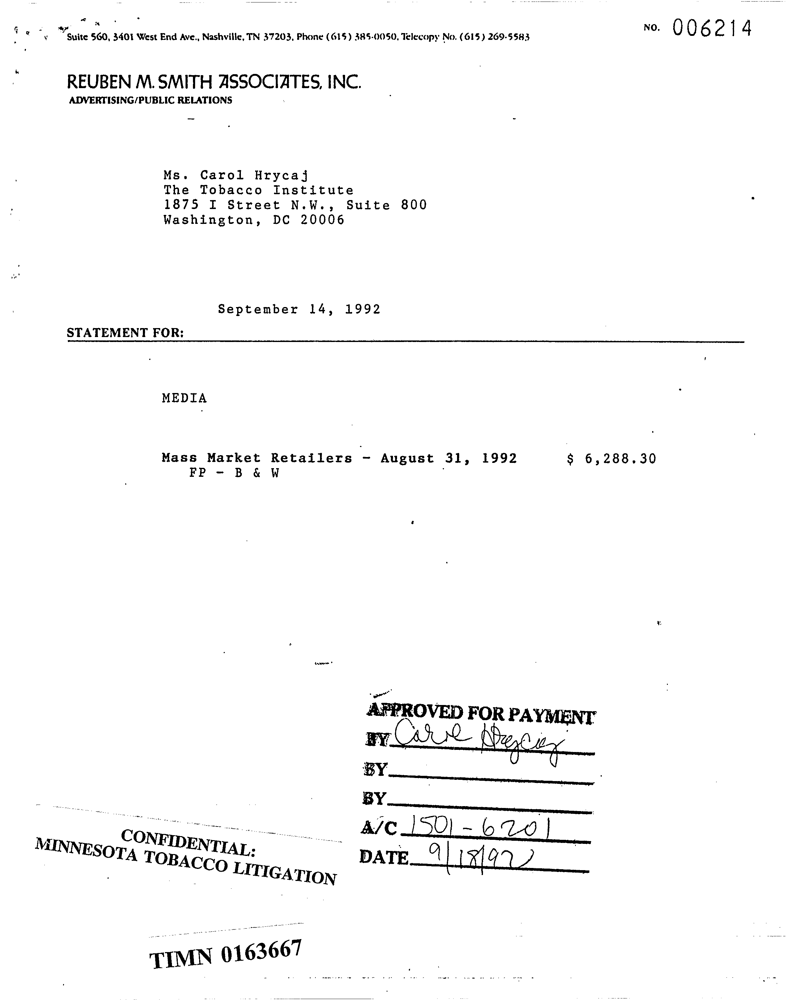 Suite 560, 3401 West End Ave., Nashville, TN 37203, Phone (615) 385-0050, Telecopy No. (615) 269-5583
NO. 006214
REUBEN M. SMITH ASSOCIATES, INC.
ADVERTISING/PUBLIC RELATIONS
Ms. Carol Hrycaj
The Tobacco Institute
1875 I Street N.W., Suite 800
Washington, DC 20006
September 14, 1992
STATEMENT FOR:
MEDIA
Mass Market Retailers - August 31, 1992 $ 6,288.30
FP - B & W
APPROVED FOR PAYMENT
BY Carol Hrycaj
BY
BY
A/C 1501-6201
DATE 9/18/92
CONFIDENTIAL:
MINNESOTA TOBACCO LITIGATION
TIMN 0163667